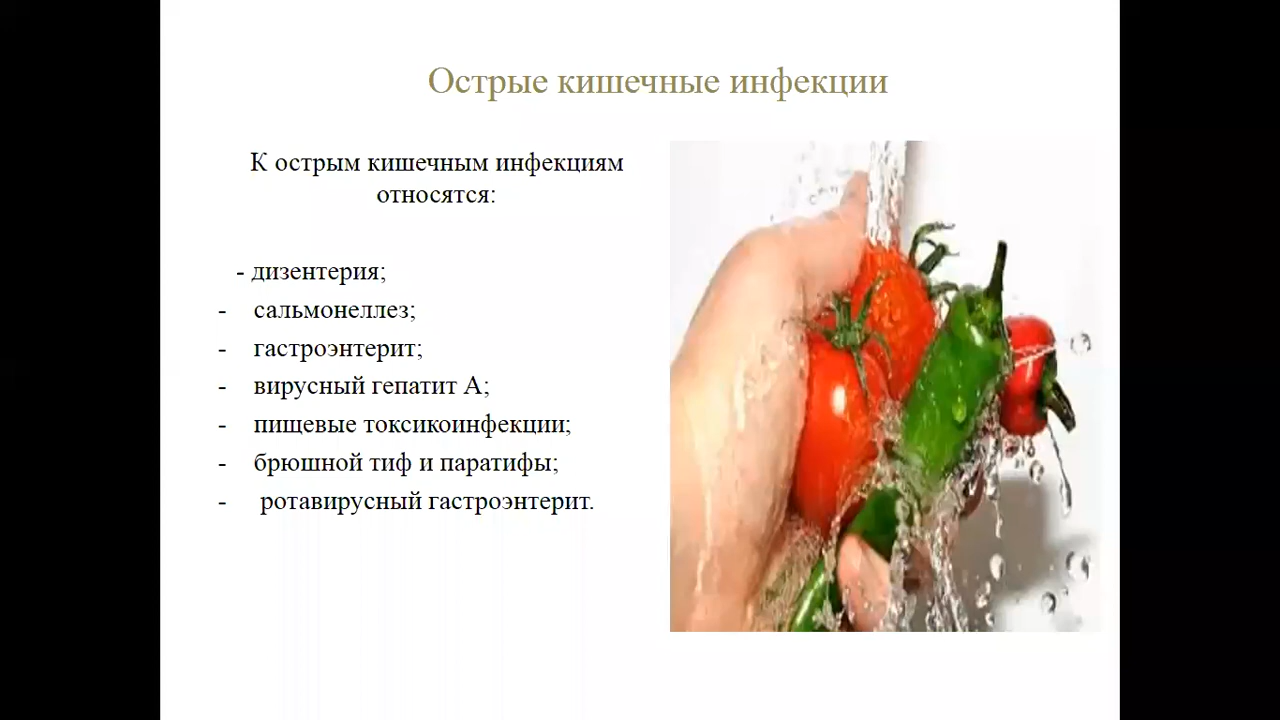 Острые кишечные инфекции
К острым кишечным инфекциям
относятся:
- дизентерия;
- сальмонеллез;
- гастроэнтерит;
- вирусный гепатит А;
- пищевые токсикоинфекции;
- брюшной тиф и паратифы;
- ротавирусный гастроэнтерит.